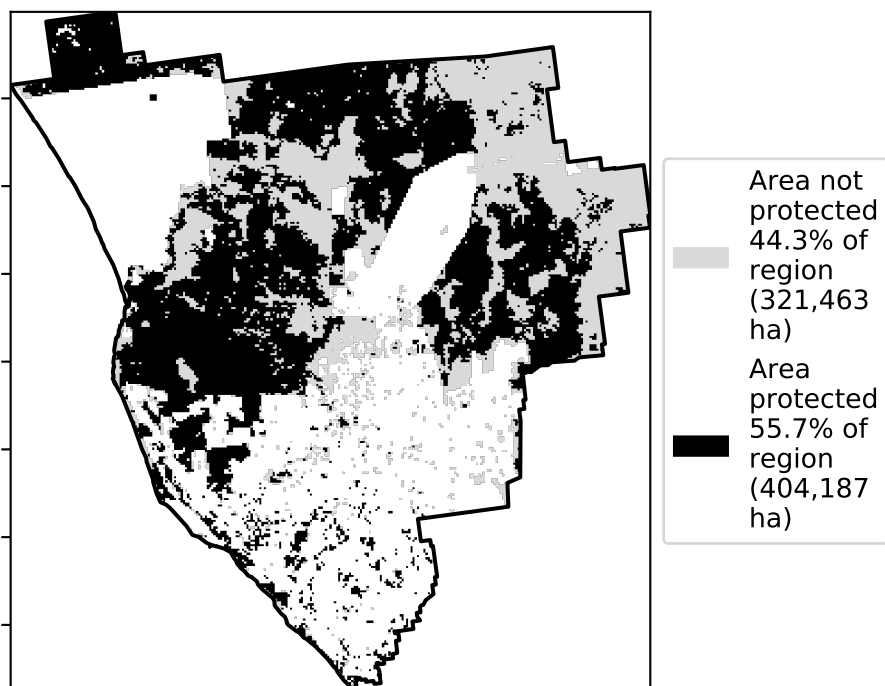 Area not
protected
44.3% of
region
(321,463
ha)
Area
protected
55.7% of
region
(404,187
ha)